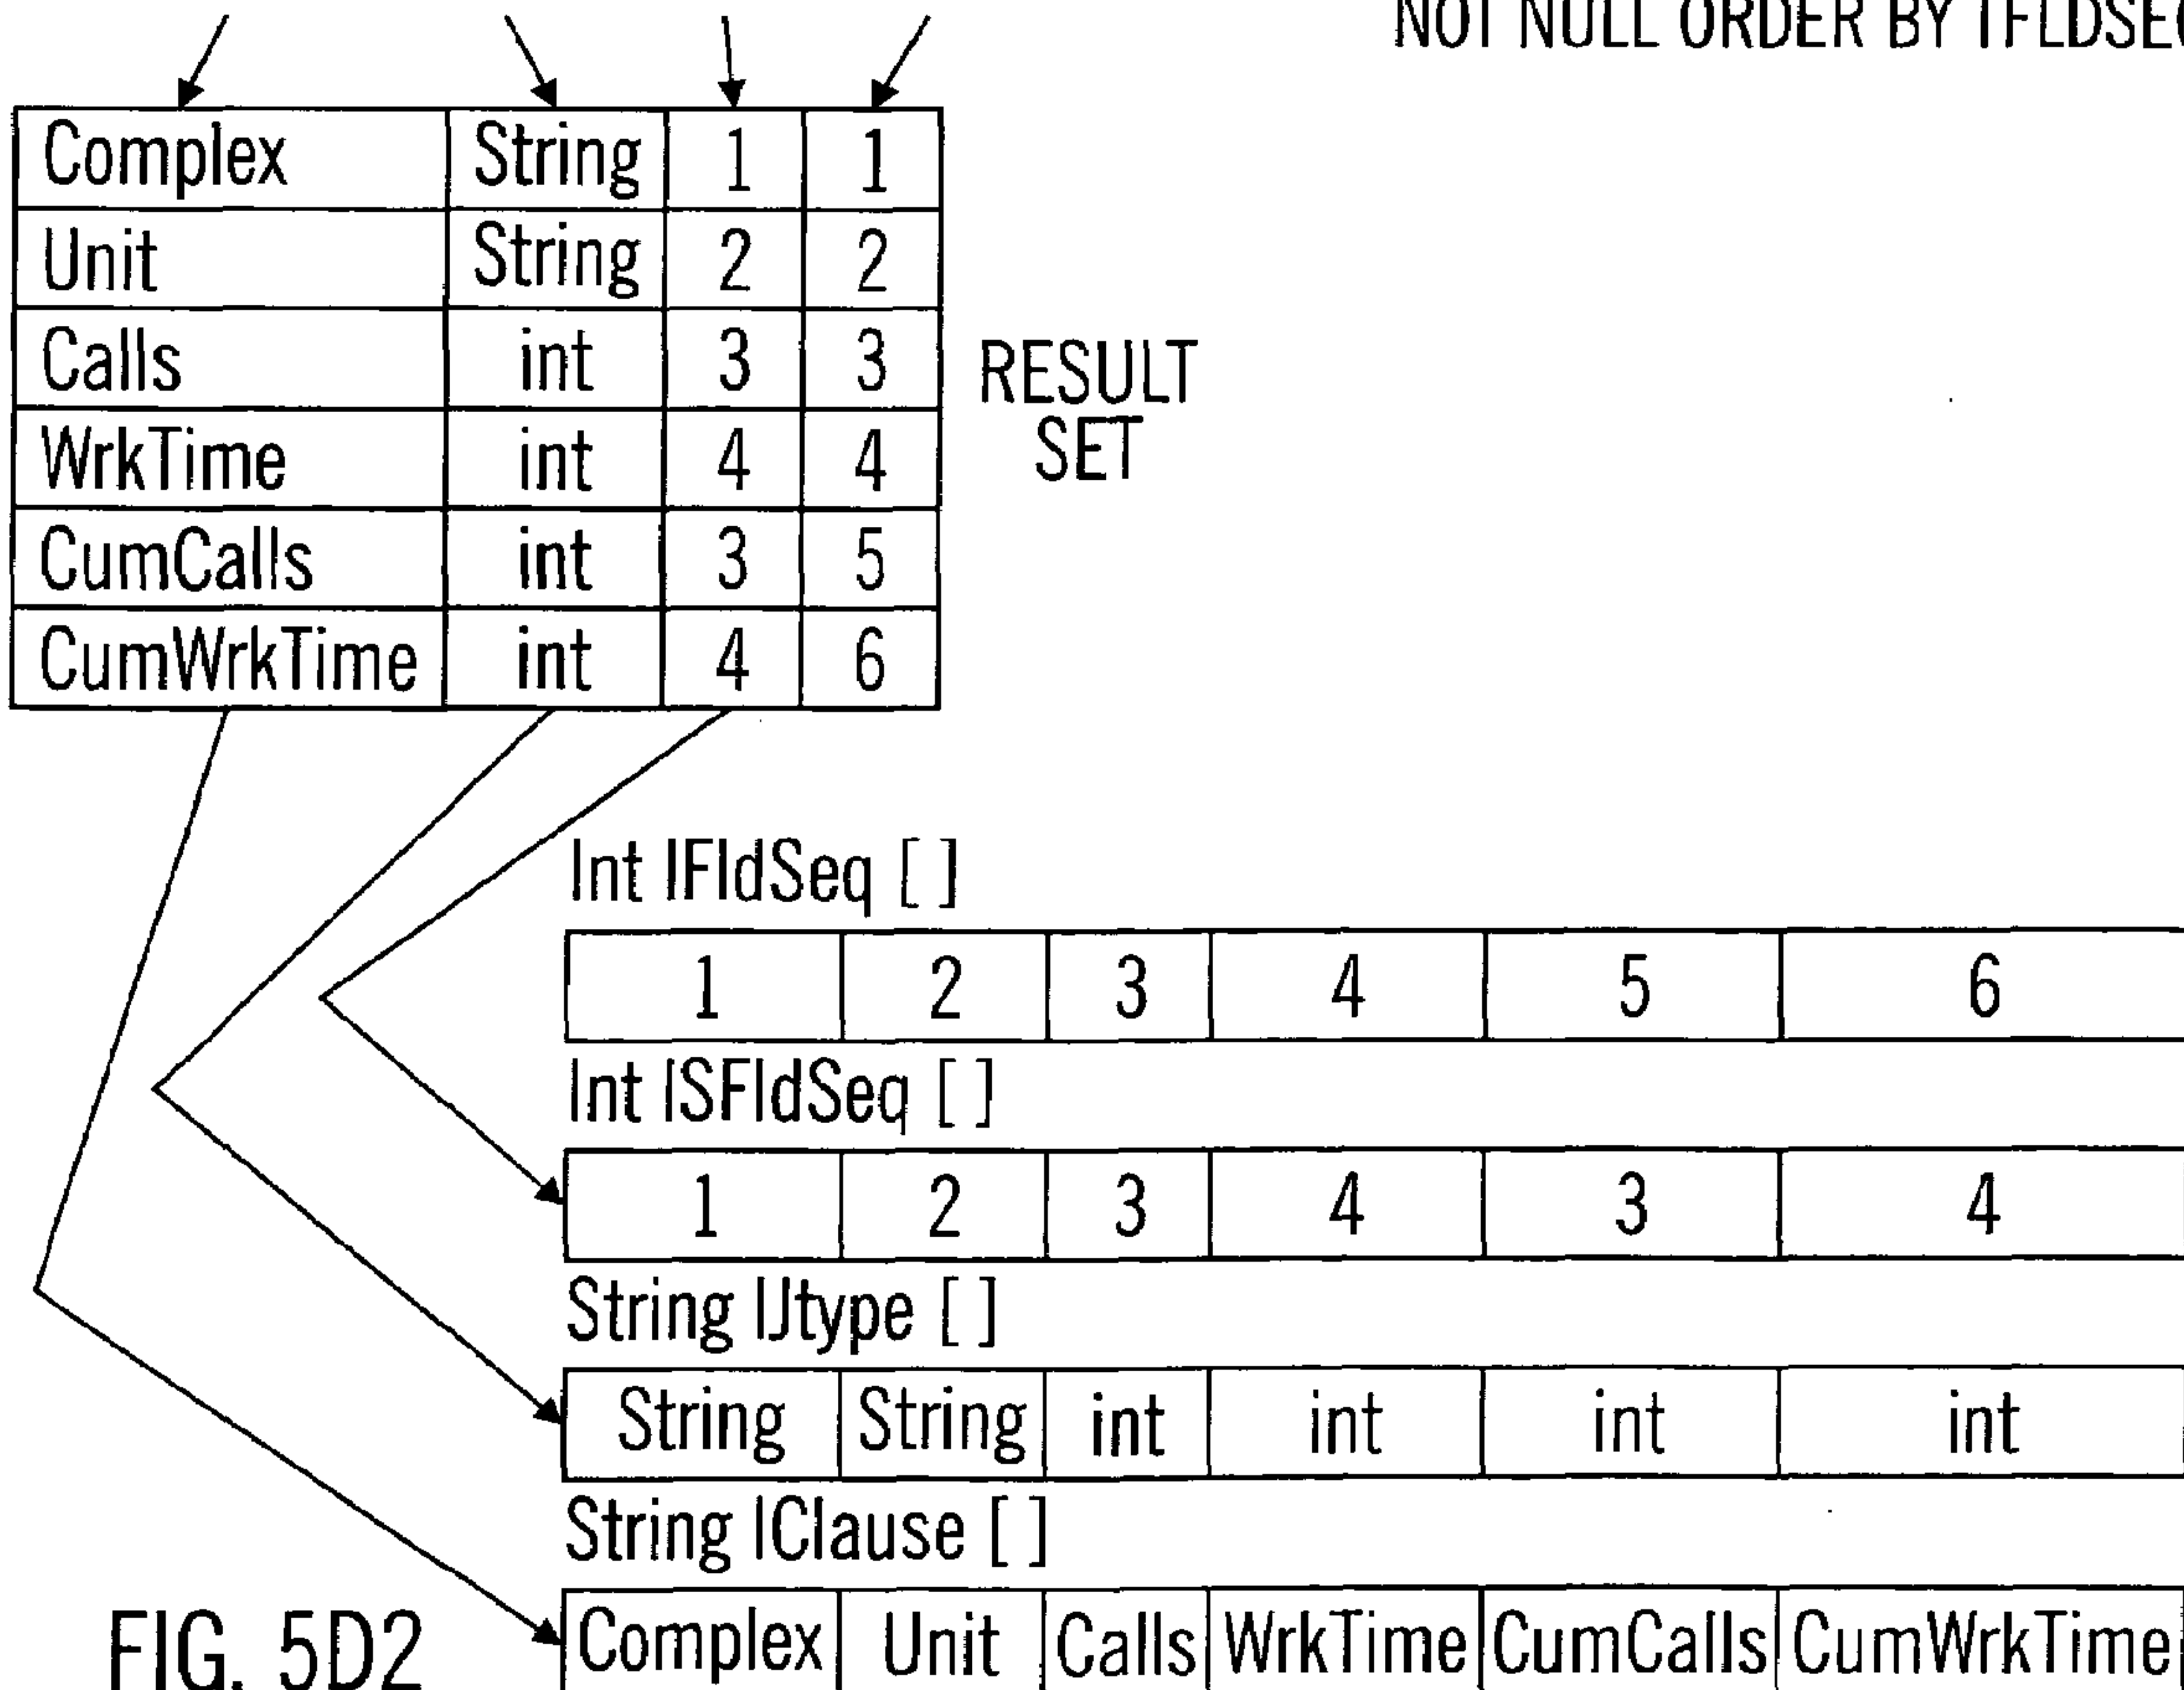 NOT NULL ORDER BY IFLDSEQ
Complex String 1 1
Unit String 2 2
Calls int 3 3
WrkTime int 4 4
CumCalls int 3 5
CumWrkTime int 4 6
RESULT
SET
Int IFldSeq [ ]
1 2 3 4 5 6
Int ISFldSeq [ ]
1 2 3 4 3 4
String IJtype [ ]
String String int int int int
String IClause [ ]
Complex Unit Calls WrkTime CumCalls CumWrkTime
FIG. 5D2